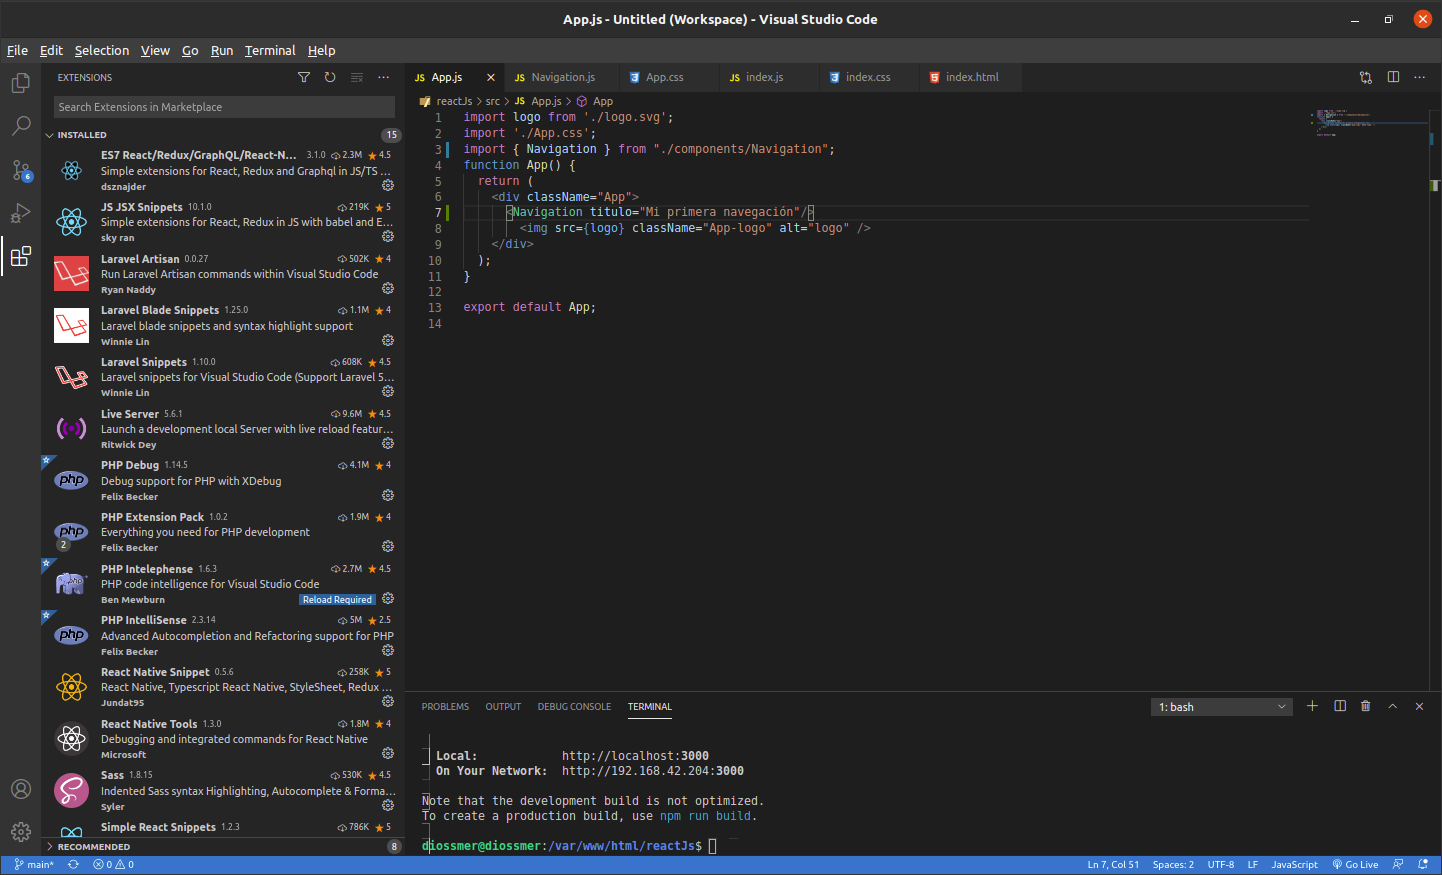 App.js - Untitled (Workspace) - Visual Studio Code
File Edit Selection View Go Run Terminal Help
EXTENSIONS
Search Extensions in Marketplace
INSTALLED 15
ES7 React/Redux/GraphQL/React-N... 3.1.0 2.3M 4.5
Simple extensions for React, Redux and Graphql in JS/TS ...
dsznajder
JS JSX Snippets 10.1.0 219K 5
Simple extensions for React, Redux in JS with babel and E...
sky ran
Laravel Artisan 0.0.27 502K 4
Run Laravel Artisan commands within Visual Studio Code
Ryan Naddy
Laravel Blade Snippets 1.25.0 1.1M 4
Laravel blade snippets and syntax highlight support
Winnie Lin
Laravel Snippets 1.10.0 608K 4.5
Laravel snippets for Visual Studio Code (Support Laravel 5...
Winnie Lin
Live Server 5.6.1 9.6M 4.5
Launch a development local Server with live reload featur...
Ritwick Dey
PHP Debug 1.14.5 4.1M 4
Debug support for PHP with XDebug
Felix Becker
PHP Extension Pack 1.0.2 1.9M 4
Everything you need for PHP development
2
Felix Becker
PHP Intelephense 1.6.3 2.7M 4.5
PHP code intelligence for Visual Studio Code
Ben Mewburn Reload Required
PHP IntelliSense 2.3.14 5M 2.5
Advanced Autocompletion and Refactoring support for PHP
Felix Becker
React Native Snippet 0.5.6 258K 5
React Native, Typescript React Native, StyleSheet, Redux ...
Jundat95
React Native Tools 1.3.0 1.8M 4
Debugging and integrated commands for React Native
Microsoft
Sass 1.8.15 530K 4.5
Indented Sass syntax Highlighting, Autocomplete & Forma...
Syler
Simple React Snippets 1.2.3 786K 5
RECOMMENDED 8
php
php
php
php
6
JS App.js JS Navigation.js App.css JS index.js index.css index.html
reactJs > src > JS App.js > App
1 import logo from './logo.svg';
2 import './App.css';
3 import { Navigation } from "./components/Navigation";
4 function App() {
5 return (
6 <div className="App">
7 <Navigation titulo="Mi primera navegación"/>
8 <img src={logo} className="App-logo" alt="logo" />
9 </div>
10 );
11 }
12
13 export default App;
14
PROBLEMS OUTPUT DEBUG CONSOLE TERMINAL 1: bash
Local: http://localhost:3000
On Your Network: http://192.168.42.204:3000
Note that the development build is not optimized.
To create a production build, use npm run build.
diossmer@diossmer:/var/www/html/reactJs$
main* 0 0 Ln 7, Col 51 Spaces: 2 UTF-8 LF JavaScript Go Live